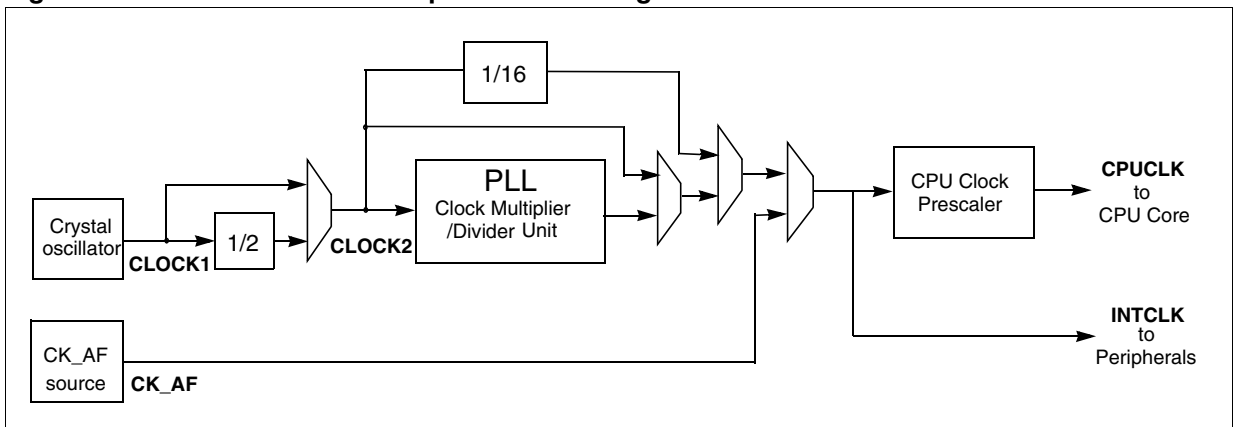 1/16
PLL
Clock Multiplier
/Divider Unit
Crystal
oscillator
1/2
CLOCK1
CLOCK2
CPU Clock
Prescaler
CPUCLK
to
CPU Core
INTCLK
to
Peripherals
CK_AF
source
CK_AF